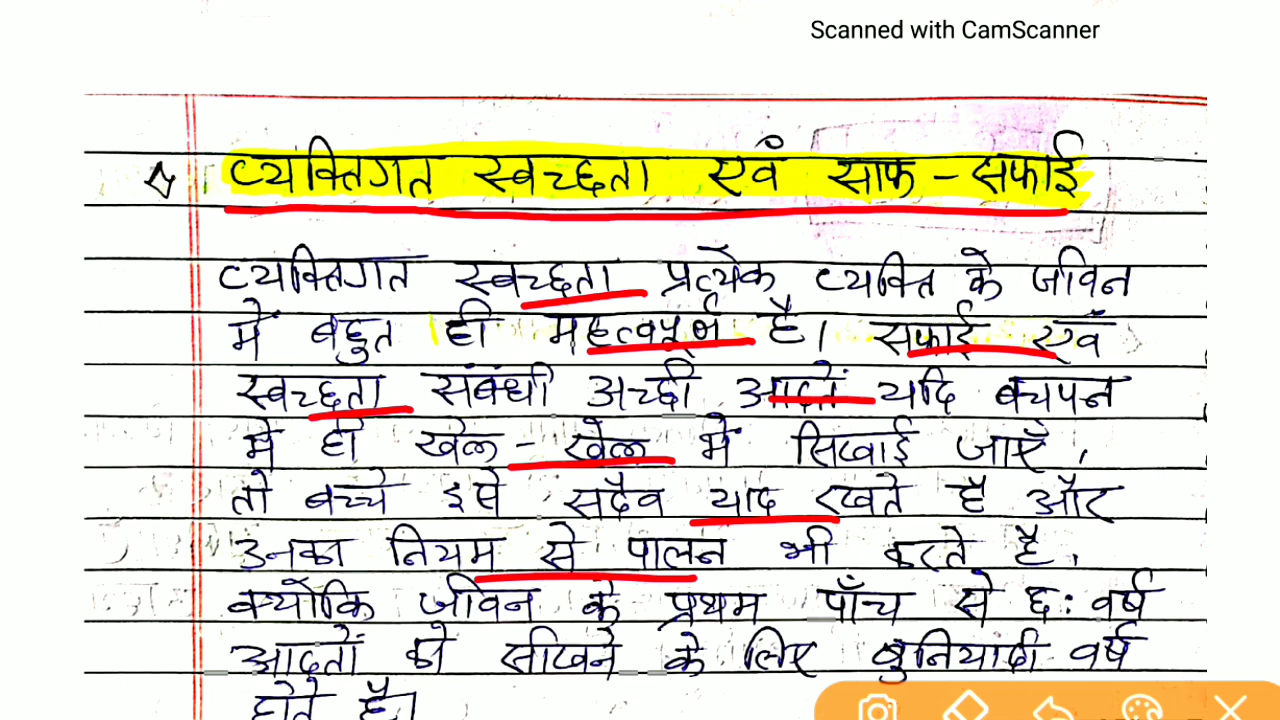 Scanned with CamScanner
व्यक्तिगत स्वच्छता एवं साफ - सफाई
व्यक्तिगत स्वच्छता प्रत्येक व्यक्ति के जीवन
में बहुत ही महत्वपूर्ण है। सफाई एवं
स्वच्छता संबंधी अच्छी आदतें यदि बचपन
में ही खेल - खेल में सिखाई जाएँ,
तो बच्चे इसे सदैव याद रखते है और
उनका नियम से पालन भी करते है,
क्योंकि जीवन के प्रथम पाँच से छः वर्ष
आदतों को सीखने के लिए बुनियादी वर्ष
होते है।